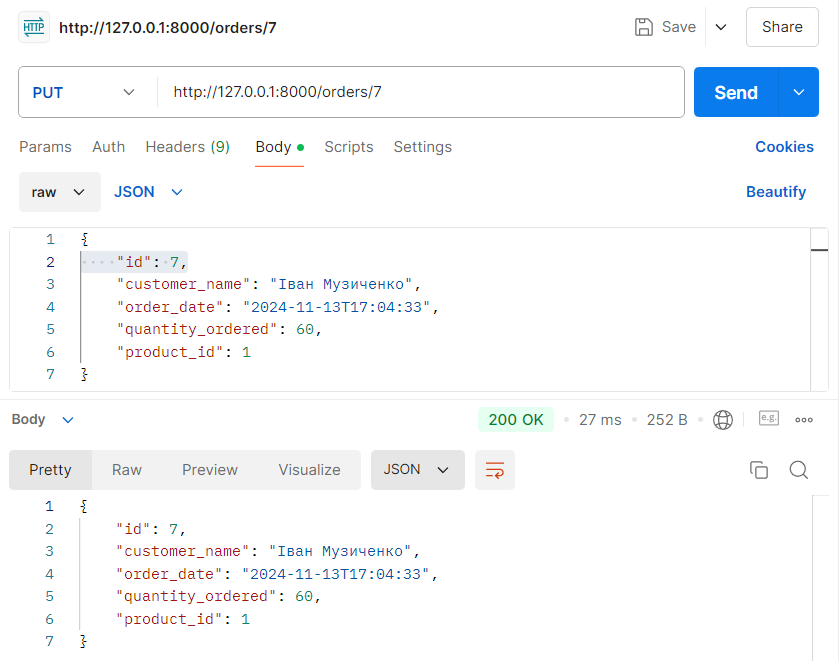 HTTP http://127.0.0.1:8000/orders/7 Save Share
PUT http://127.0.0.1:8000/orders/7 Send
Params Auth Headers (9) Body Scripts Settings Cookies
raw JSON Beautify
1 {
2 ····"id":·7,
3 "customer_name": "Іван Музиченко",
4 "order_date": "2024-11-13T17:04:33",
5 "quantity_ordered": 60,
6 "product_id": 1
7 }
Body 200 OK 27 ms 252 B e.g.
Pretty Raw Preview Visualize JSON
1 {
2 "id": 7,
3 "customer_name": "Іван Музиченко",
4 "order_date": "2024-11-13T17:04:33",
5 "quantity_ordered": 60,
6 "product_id": 1
7 }